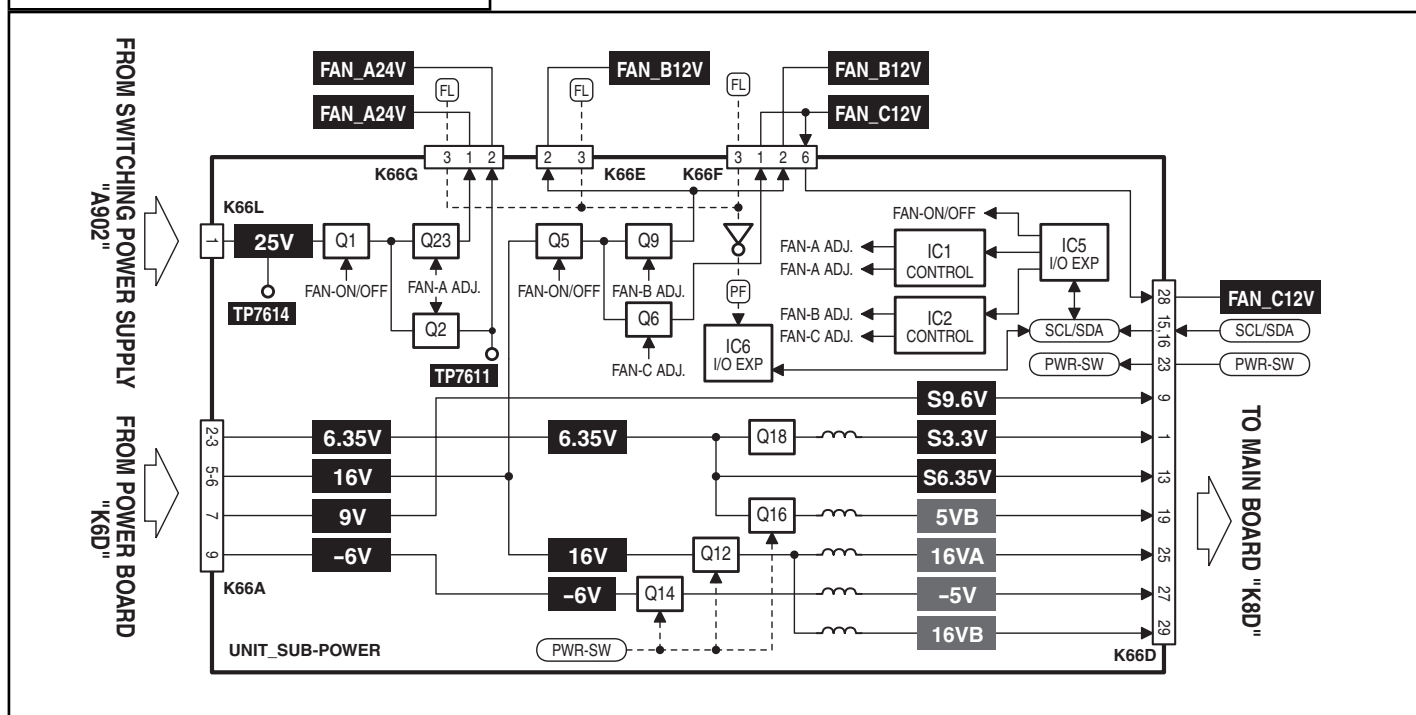 FROM SWITCHING POWER SUPPLY
"A902"
FROM POWER BOARD
"K6D"
FAN_A24V
FL
FAN_B12V
FL
FL
FAN_B12V
FAN_A24V
FAN_C12V
3 1 2
2 3
3 1 2 6
K66G
K66E
K66F
K66L
1
25V
Q1
Q23
Q5
Q9
FAN-ON/OFF
FAN-A ADJ.
FAN-A ADJ.
IC1
CONTROL
IC5
I/O EXP
TP7614
FAN-ON/OFF
FAN-A ADJ.
FAN-ON/OFF
FAN-B ADJ.
PF
28
FAN_C12V
Q2
Q6
FAN-B ADJ.
FAN-C ADJ.
IC2
CONTROL
SCL/SDA
15,16
SCL/SDA
TP7611
FAN-C ADJ.
IC6
I/O EXP
PWR-SW
23
PWR-SW
S9.6V
9
2-3
6.35V
6.35V
Q18
S3.3V
1
5-6
16V
S6.35V
13
7
9V
Q16
5VB
19
9
-6V
16V
Q12
16VA
25
K66A
-6V
Q14
-5V
27
UNIT_SUB-POWER
PWR-SW
16VB
29
K66D
TO MAIN BOARD "K8D"